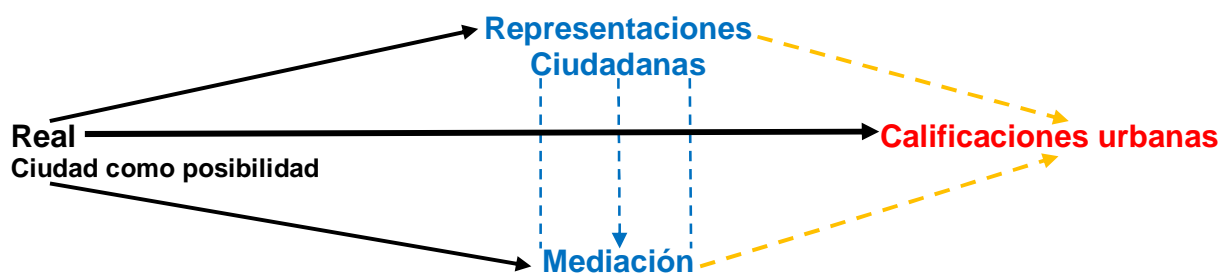 Representaciones
Ciudadanas
Real
Ciudad como posibilidad
Calificaciones urbanas
Mediación